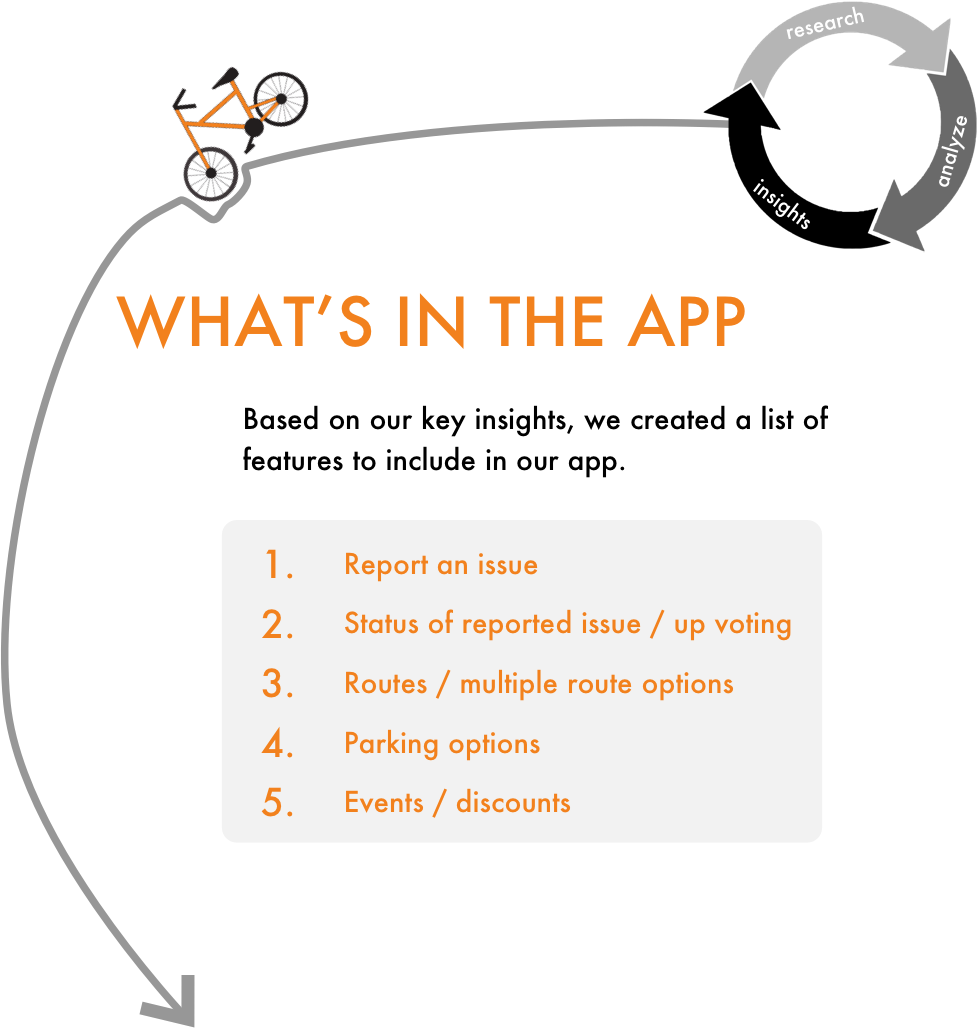 research
analyze
insights
WHAT’S IN THE APP
Based on our key insights, we created a list of
features to include in our app.
1. Report an issue
2. Status of reported issue / up voting
3. Routes / multiple route options
4. Parking options
5. Events / discounts